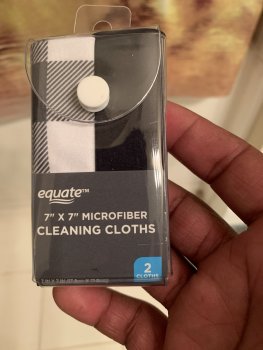 equate™
7" X 7" MICROFIBER
CLEANING CLOTHS
2
CLOTHS